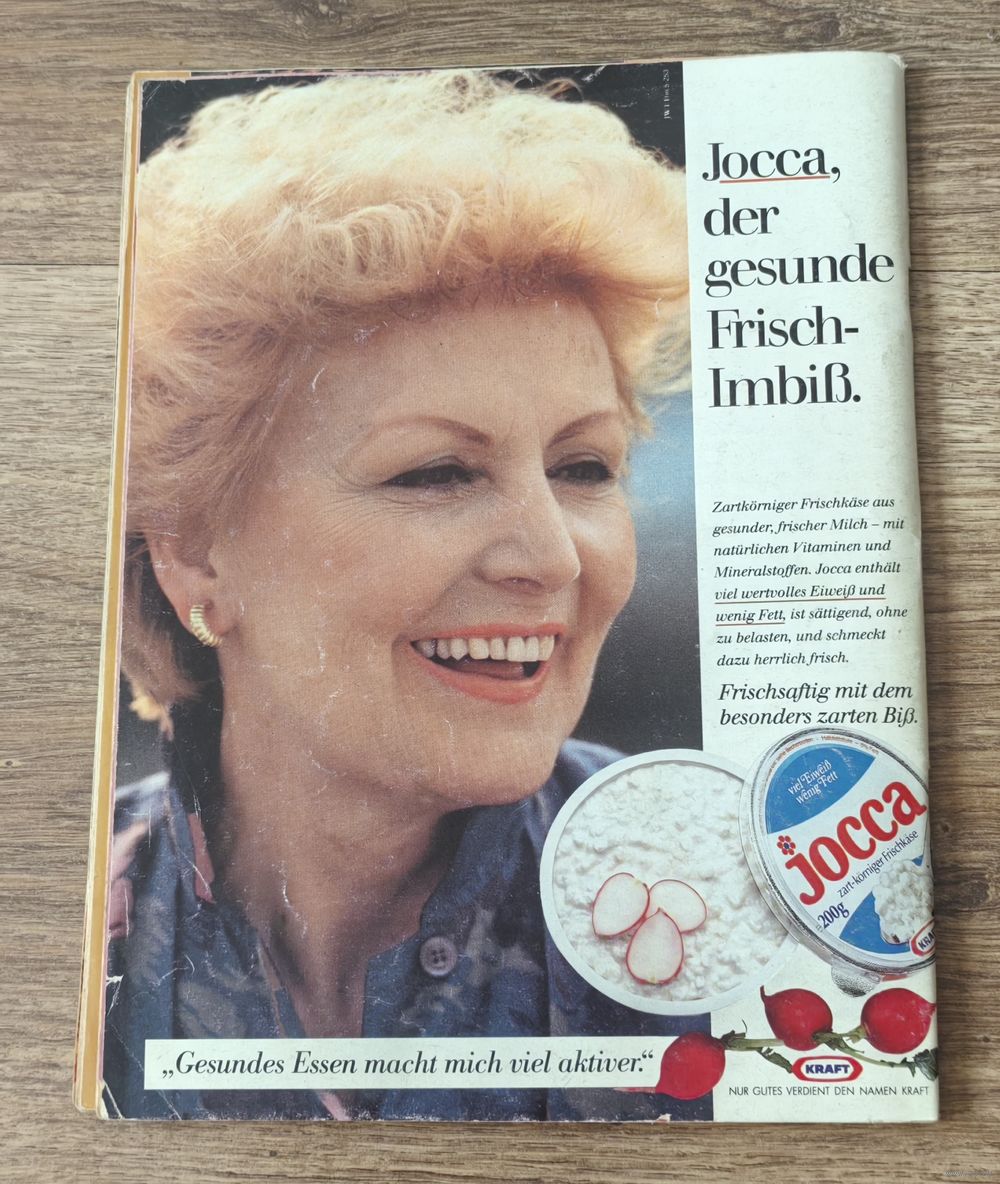 Jocca,
der
gesunde
Frisch-
Imbiß.
Zartkörniger Frischkäse aus
gesunder, frischer Milch – mit
natürlichen Vitaminen und
Mineralstoffen. Jocca enthält
viel wertvolles Eiweiß und
wenig Fett, ist sättigend, ohne
zu belasten, und schmeckt
dazu herrlich frisch.
Frischsaftig mit dem
besonders zarten Biß.
viel Eiweiß
wenig Fett
jocca
zart-körniger Frischkäse
200g
„Gesundes Essen macht mich viel aktiver.“
KRAFT
NUR GUTES VERDIENT DEN NAMEN KRAFT